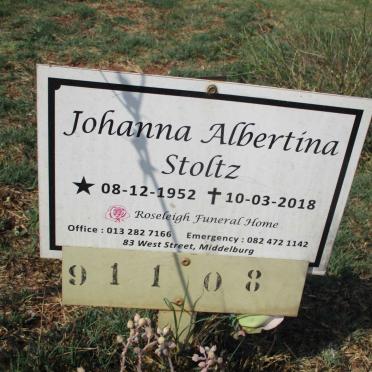 Johanna Albertina
Stoltz
★ 08-12-1952 ✝ 10-03-2018
Roseleigh Funeral Home
Office : 013 282 7166 Emergency : 082 472 1142
83 West Street, Middelburg
91108